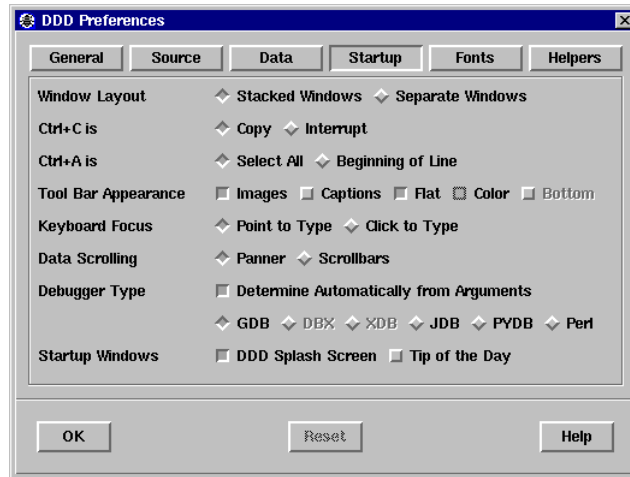 DDD Preferences
General Source Data Startup Fonts Helpers
Window Layout Stacked Windows Separate Windows
Ctrl+C is Copy Interrupt
Ctrl+A is Select All Beginning of Line
Tool Bar Appearance Images Captions Flat Color Bottom
Keyboard Focus Point to Type Click to Type
Data Scrolling Panner Scrollbars
Debugger Type Determine Automatically from Arguments
GDB DBX XDB JDB PYDB Perl
Startup Windows DDD Splash Screen Tip of the Day
OK Reset Help